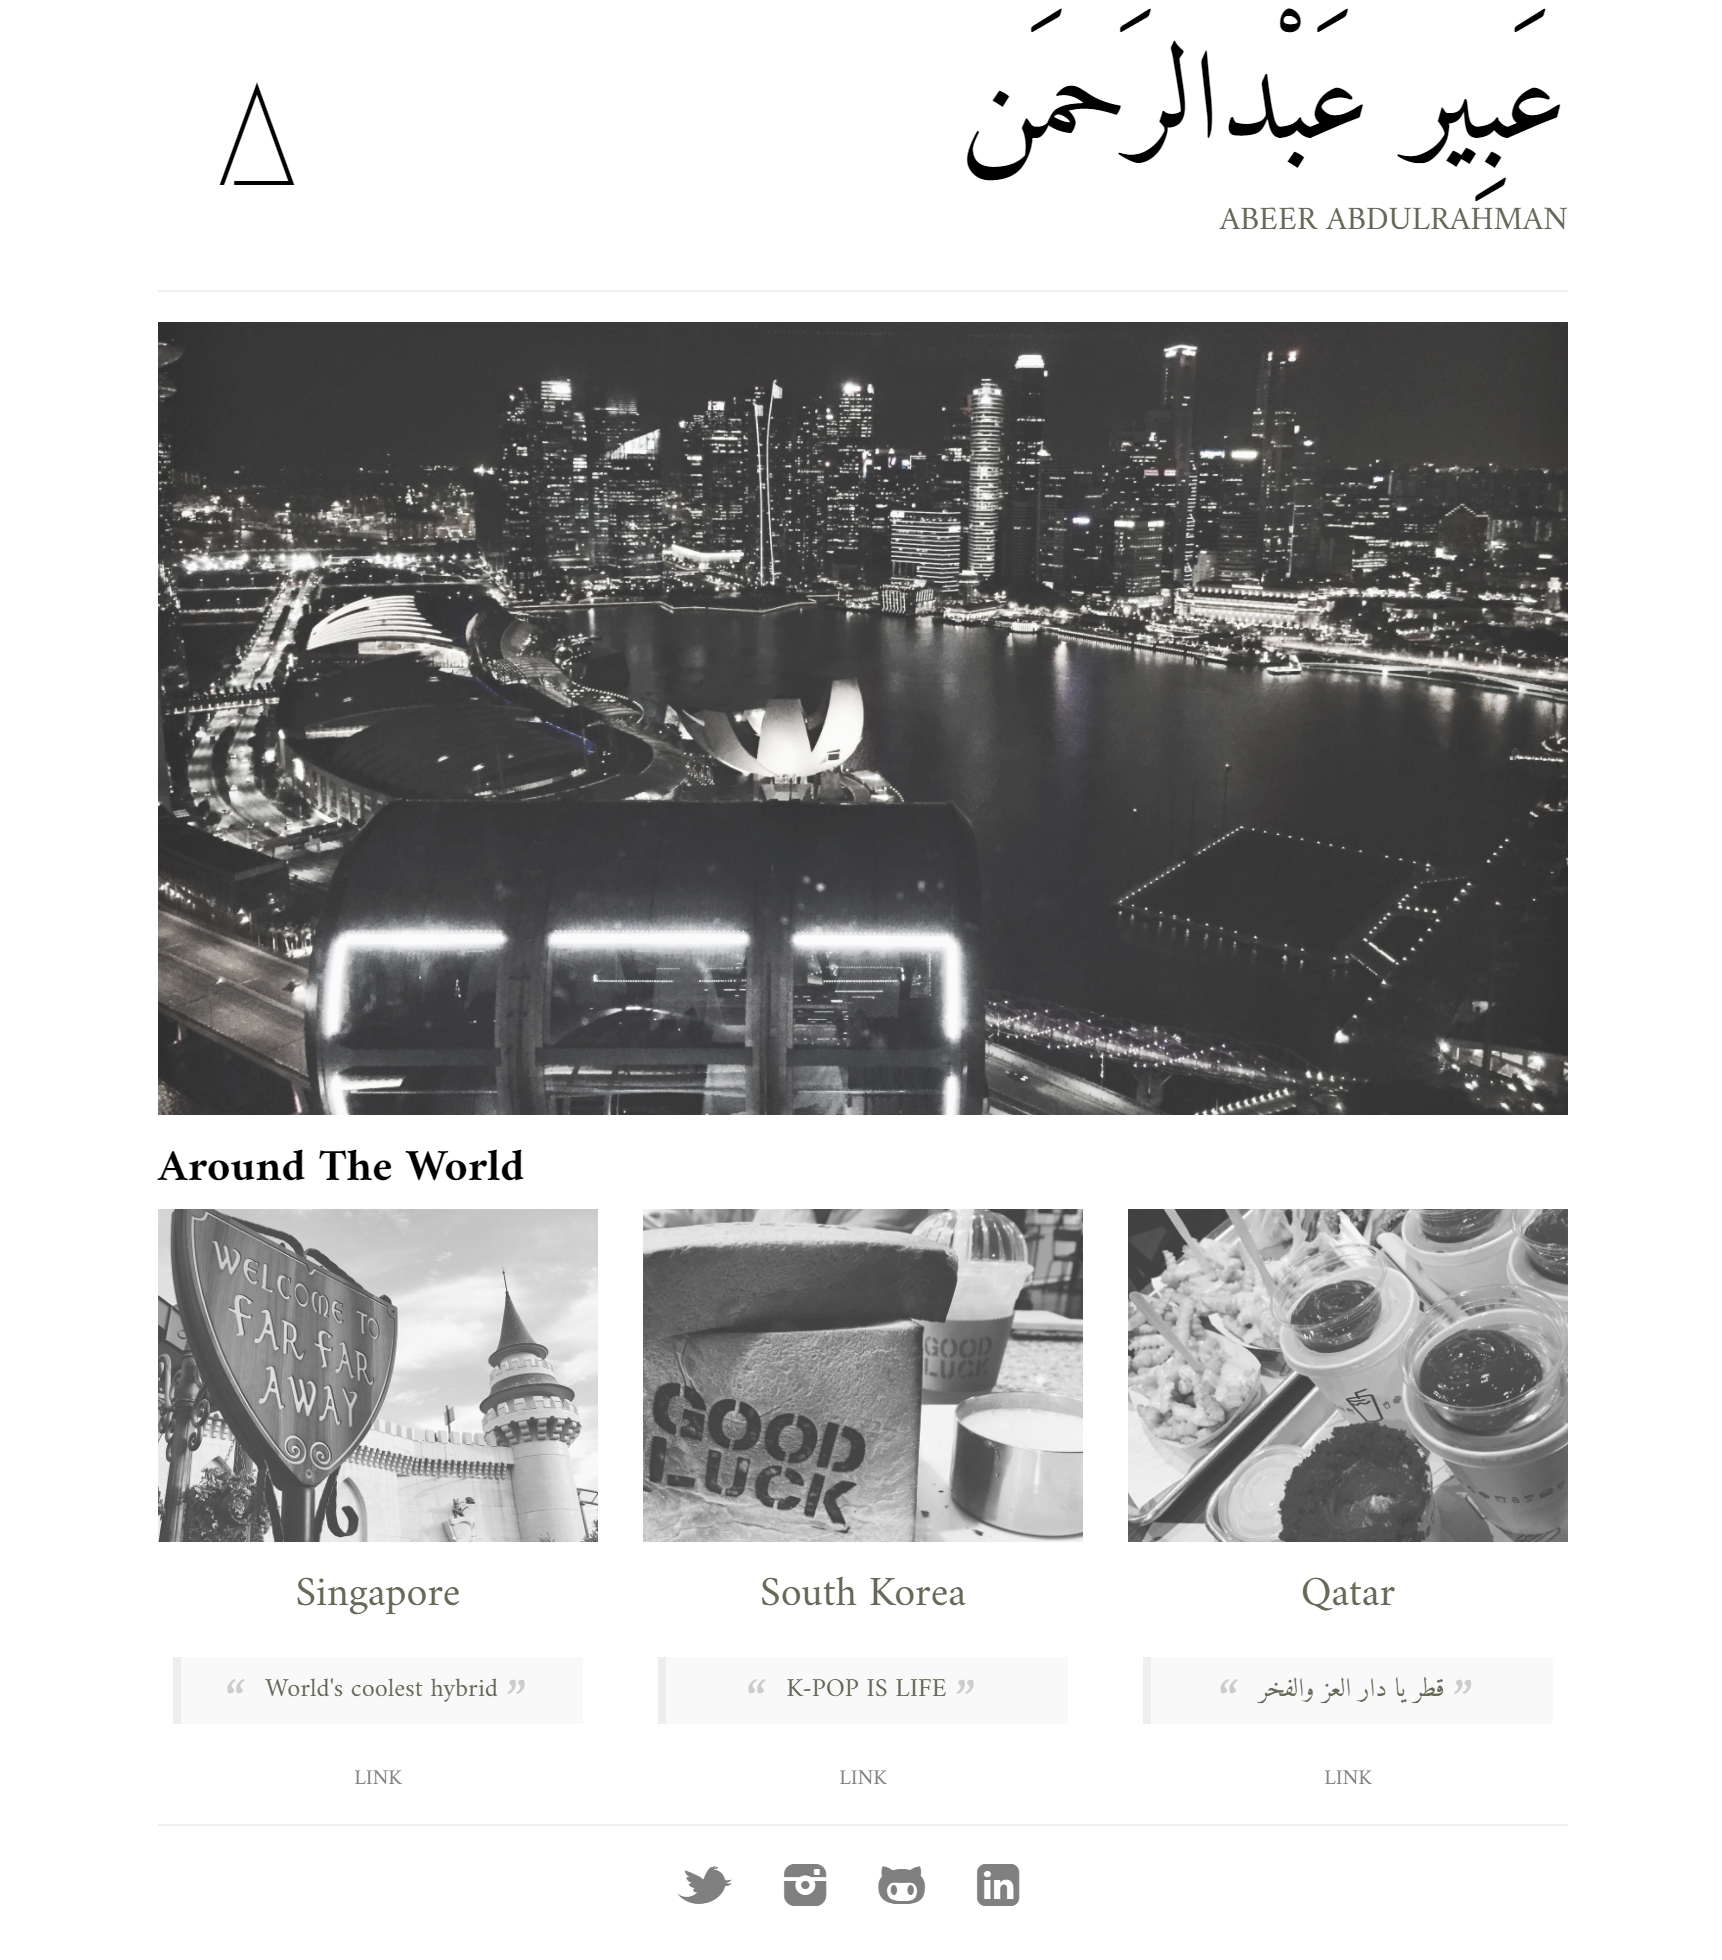 عَبِيِر عَبْدالرَحمَن
ABEER ABDULRAHMAN
Around The World
WELCOME TO
FAR FAR
AWAY
GOOD
LUCK
GOOD
LUCK
Singapore
South Korea
Qatar
“ World's coolest hybrid ”
“ K-POP IS LIFE ”
“ قطر يا دار العز والفخر ”
LINK
LINK
LINK
in